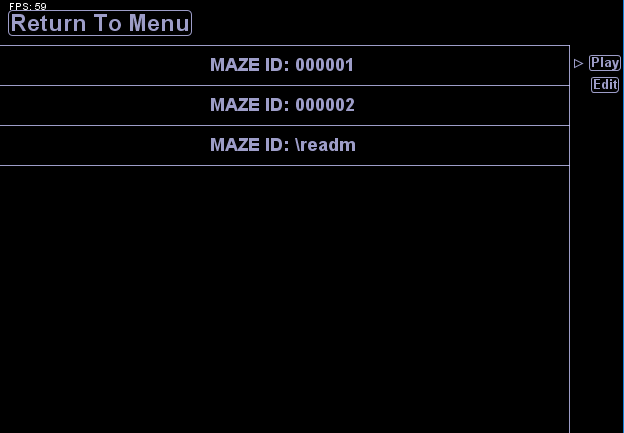 FPS: 59
Return To Menu
MAZE ID: 000001
Play
Edit
MAZE ID: 000002
MAZE ID: \readm